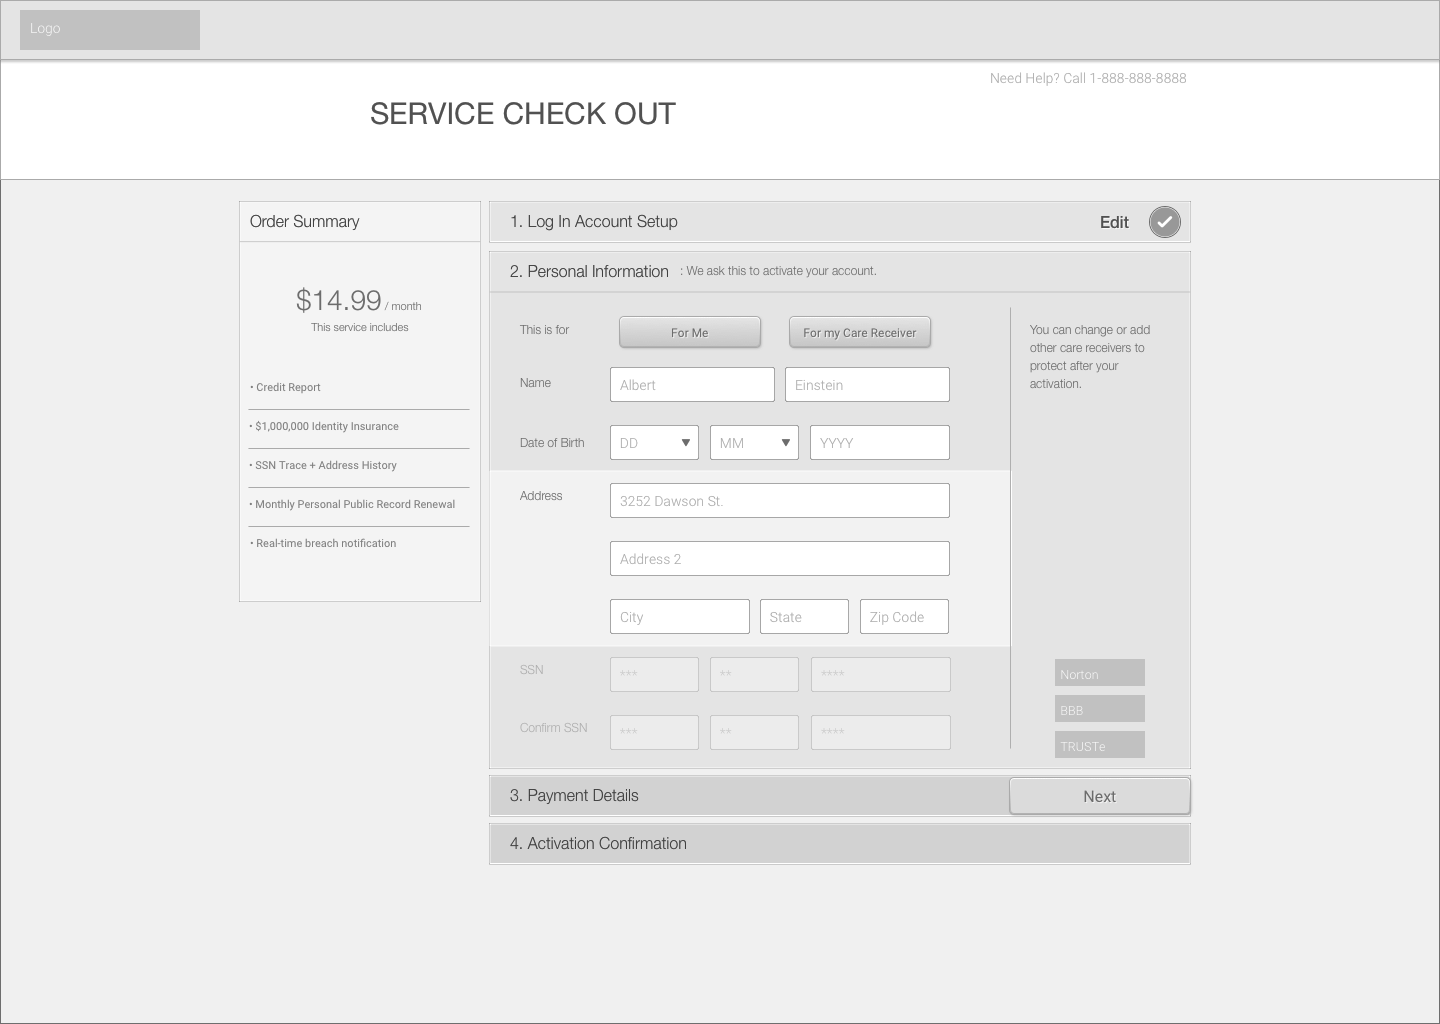 Logo
Need Help? Call 1-888-888-8888
SERVICE CHECK OUT
Order Summary
$14.99 / month
This service includes
• Credit Report
• $1,000,000 Identity Insurance
• SSN Trace + Address History
• Monthly Personal Public Record Renewal
• Real-time breach notification
1. Log In Account Setup
Edit
2. Personal Information : We ask this to activate your account.
This is for
For Me
For my Care Receiver
Name
Albert
Einstein
Date of Birth
DD
MM
YYYY
Address
3252 Dawson St.
Address 2
City
State
Zip Code
SSN
***
**
****
Confirm SSN
***
**
****
You can change or add
other care receivers to
protect after your
activation.
Norton
BBB
TRUSTe
3. Payment Details
Next
4. Activation Confirmation